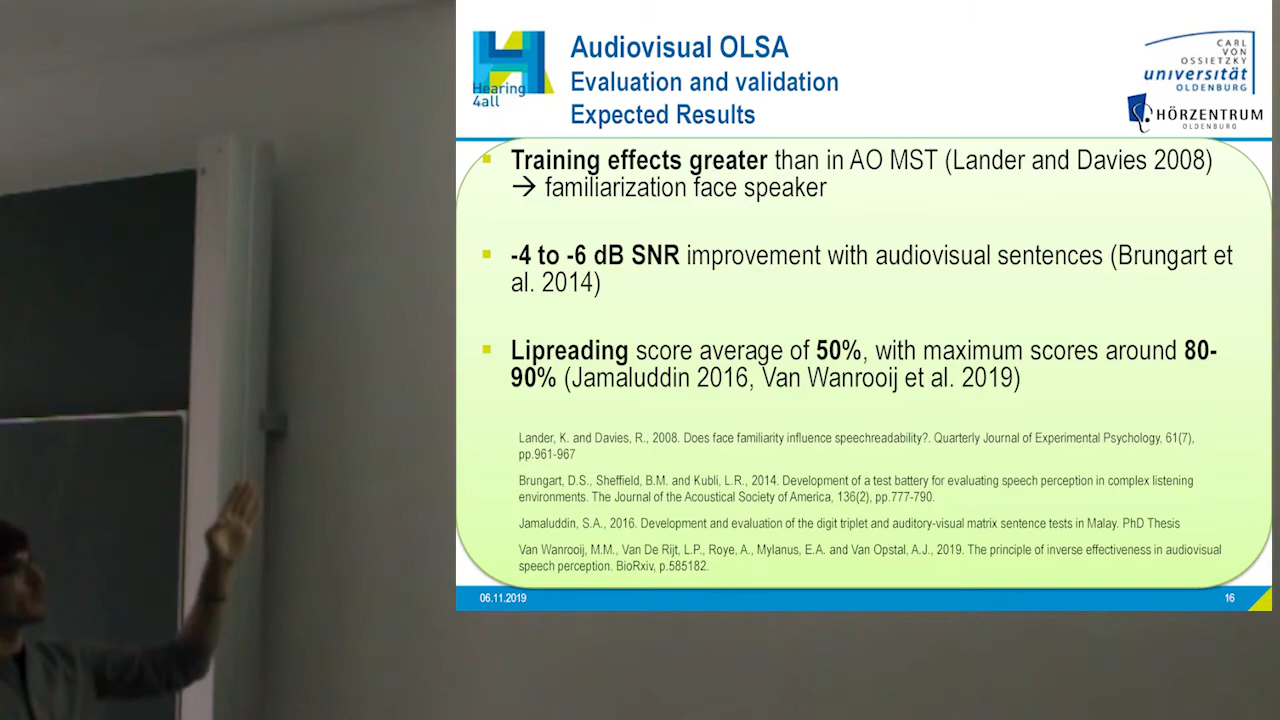 Audiovisual OLSA
Evaluation and validation
Expected Results
Hearing
4all
CARL
VON
OSSIETZKY
universität
OLDENBURG
HÖRZENTRUM
OLDENBURG
Training effects greater than in AO MST (Lander and Davies 2008)
→ familiarization face speaker
-4 to -6 dB SNR improvement with audiovisual sentences (Brungart et
al. 2014)
Lipreading score average of 50%, with maximum scores around 80-
90% (Jamaluddin 2016, Van Wanrooij et al. 2019)
Lander, K. and Davies, R., 2008. Does face familiarity influence speechreadability?. Quarterly Journal of Experimental Psychology, 61(7),
pp.961-967
Brungart, D.S., Sheffield, B.M. and Kubli, L.R., 2014. Development of a test battery for evaluating speech perception in complex listening
environments. The Journal of the Acoustical Society of America, 136(2), pp.777-790.
Jamaluddin, S.A., 2016. Development and evaluation of the digit triplet and auditory-visual matrix sentence tests in Malay. PhD Thesis
Van Wanrooij, M.M., Van De Rijt, L.P., Roye, A., Mylanus, E.A. and Van Opstal, A.J., 2019. The principle of inverse effectiveness in audiovisual
speech perception. BioRxiv, p.585182.
06.11.2019
16